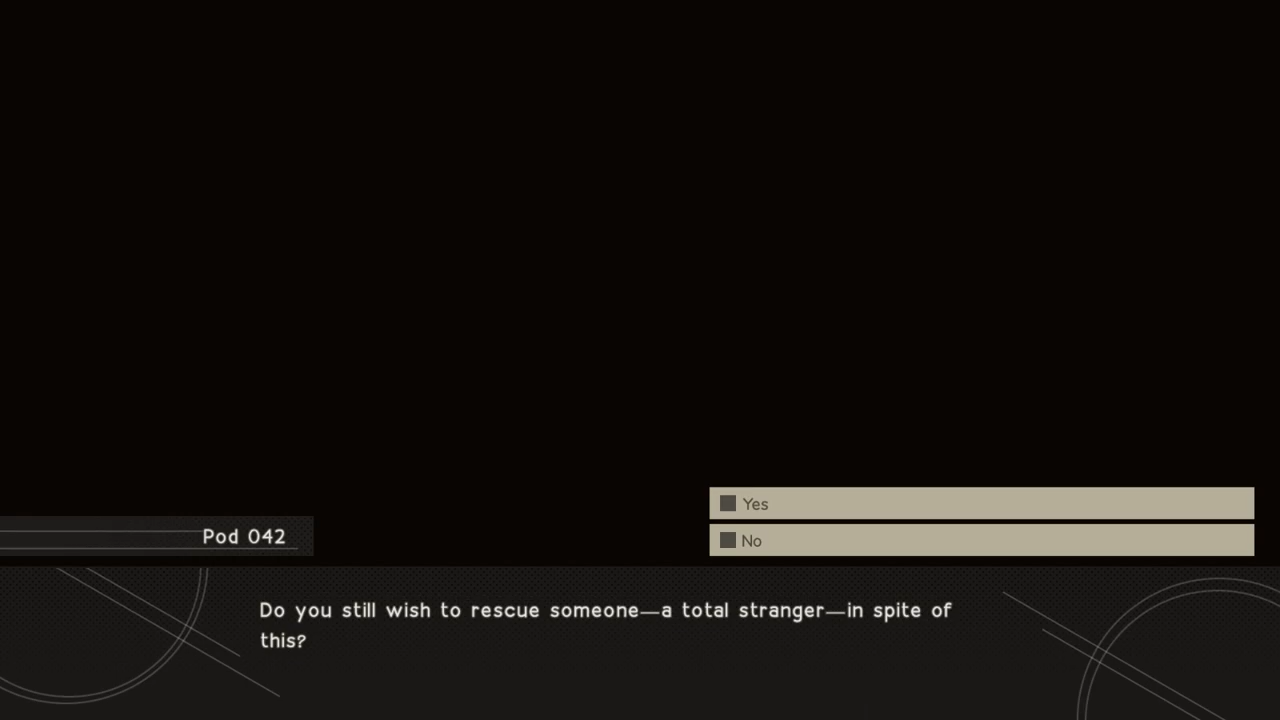 Yes
No
Pod 042
Do you still wish to rescue someone—a total stranger—in spite of
this?